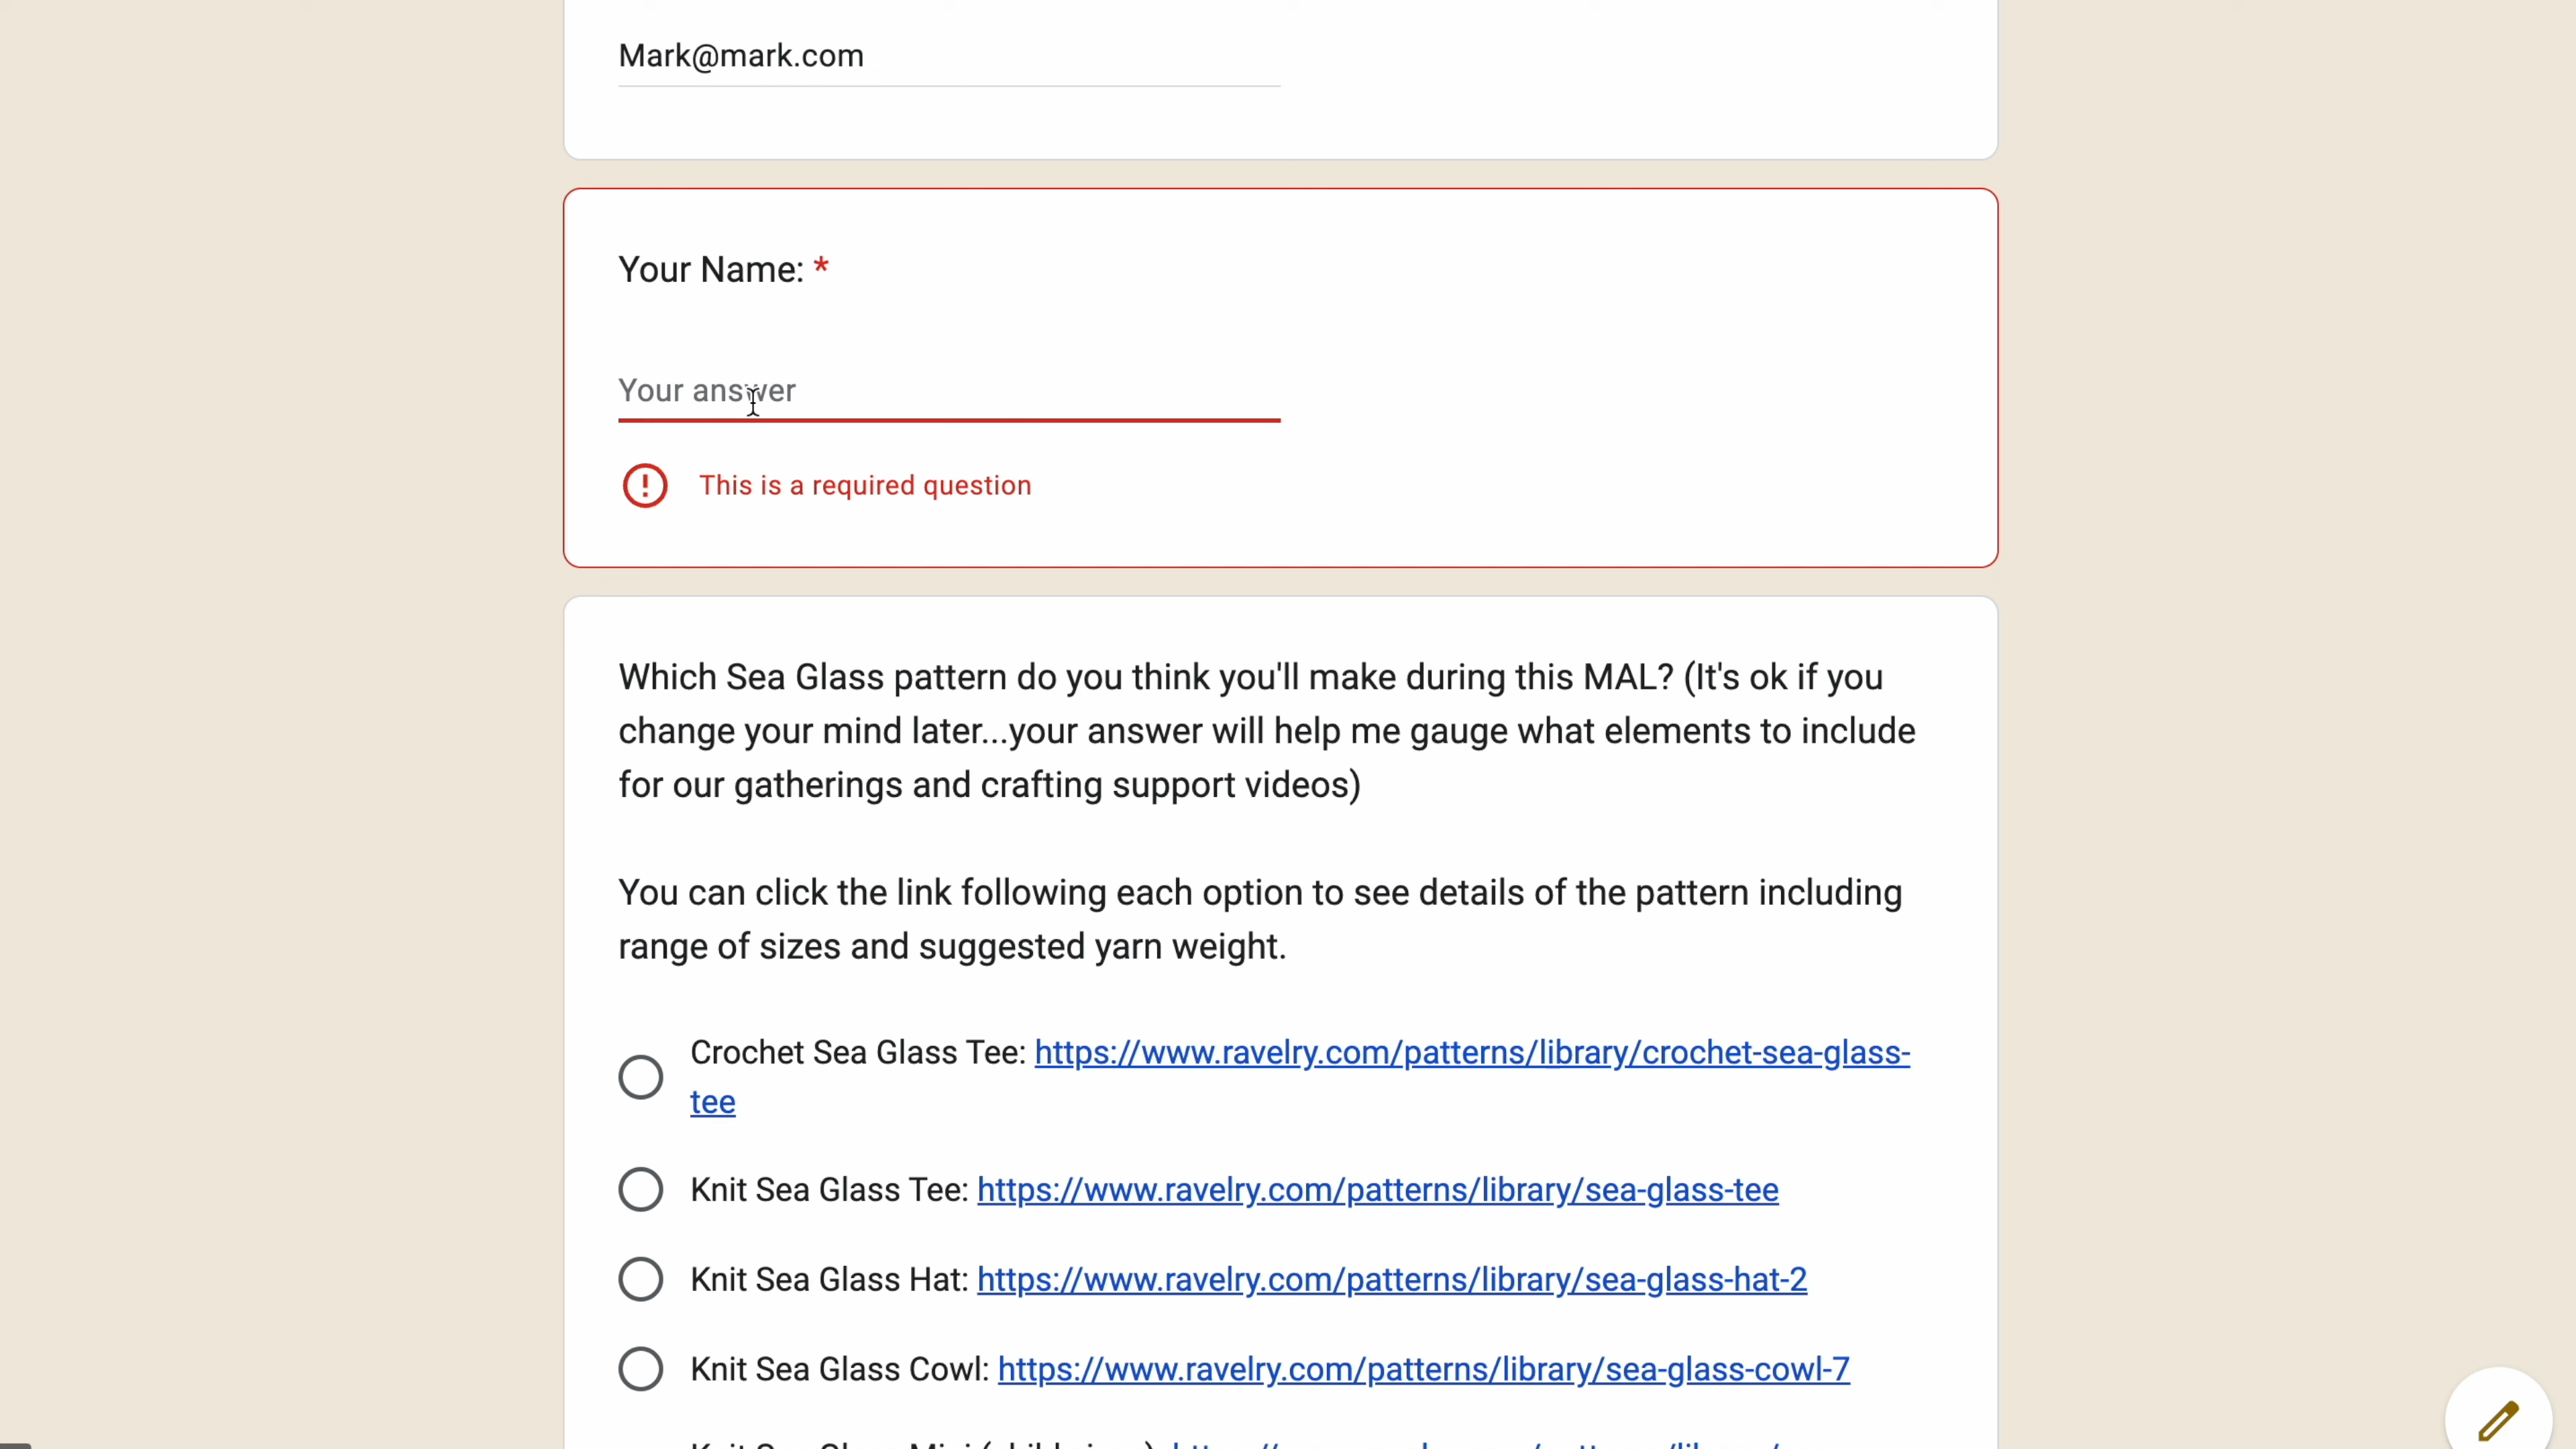 Mark@mark.com
Your Name: *
Your answer
This is a required question
Which Sea Glass pattern do you think you'll make during this MAL? (It's ok if you
change your mind later...your answer will help me gauge what elements to include
for our gatherings and crafting support videos)
You can click the link following each option to see details of the pattern including
range of sizes and suggested yarn weight.
Crochet Sea Glass Tee: https://www.ravelry.com/patterns/library/crochet-sea-glass-
tee
Knit Sea Glass Tee: https://www.ravelry.com/patterns/library/sea-glass-tee
Knit Sea Glass Hat: https://www.ravelry.com/patterns/library/sea-glass-hat-2
Knit Sea Glass Cowl: https://www.ravelry.com/patterns/library/sea-glass-cowl-7